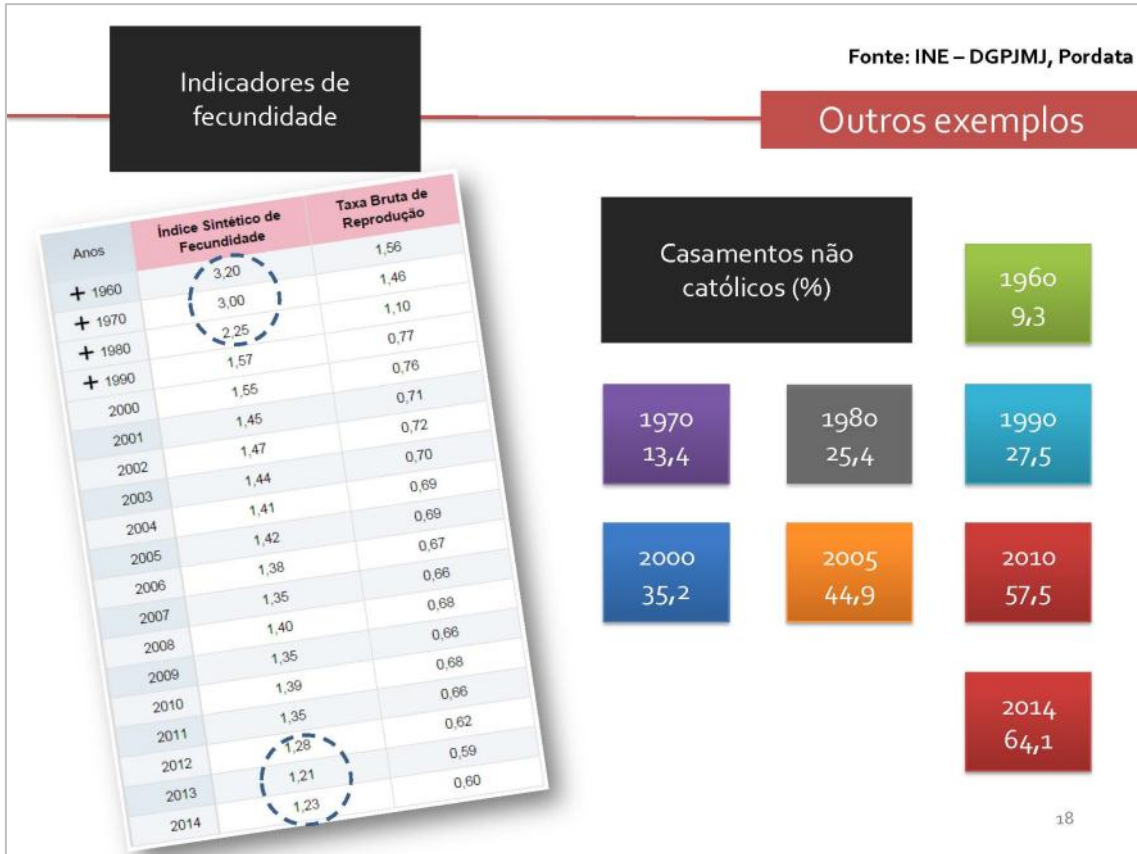 Indicadores de
fecundidade
Fonte: INE – DGPJMJ, Pordata
Outros exemplos
Anos Índice Sintético de Fecundidade Taxa Bruta de Reprodução
+ 1960 3,20 1,56
+ 1970 3,00 1,46
+ 1980 2,25 1,10
+ 1990 1,57 0,77
2000 1,55 0,76
2001 1,45 0,71
2002 1,47 0,72
2003 1,44 0,70
2004 1,41 0,69
2005 1,42 0,69
2006 1,38 0,67
2007 1,35 0,66
2008 1,40 0,68
2009 1,35 0,66
2010 1,39 0,68
2011 1,35 0,66
2012 1,28 0,62
2013 1,21 0,59
2014 1,23 0,60
Casamentos não
católicos (%)
1960
9,3
1970
13,4
1980
25,4
1990
27,5
2000
35,2
2005
44,9
2010
57,5
2014
64,1
18